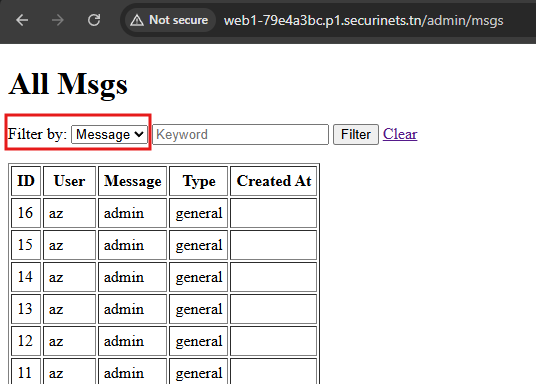 Not secure web1-79e4a3bc.p1.securinets.tn/admin/msgs
All Msgs
Filter by: Message Keyword Filter Clear
ID User Message Type Created At
16 az admin general
15 az admin general
14 az admin general
13 az admin general
12 az admin general
11 az admin general